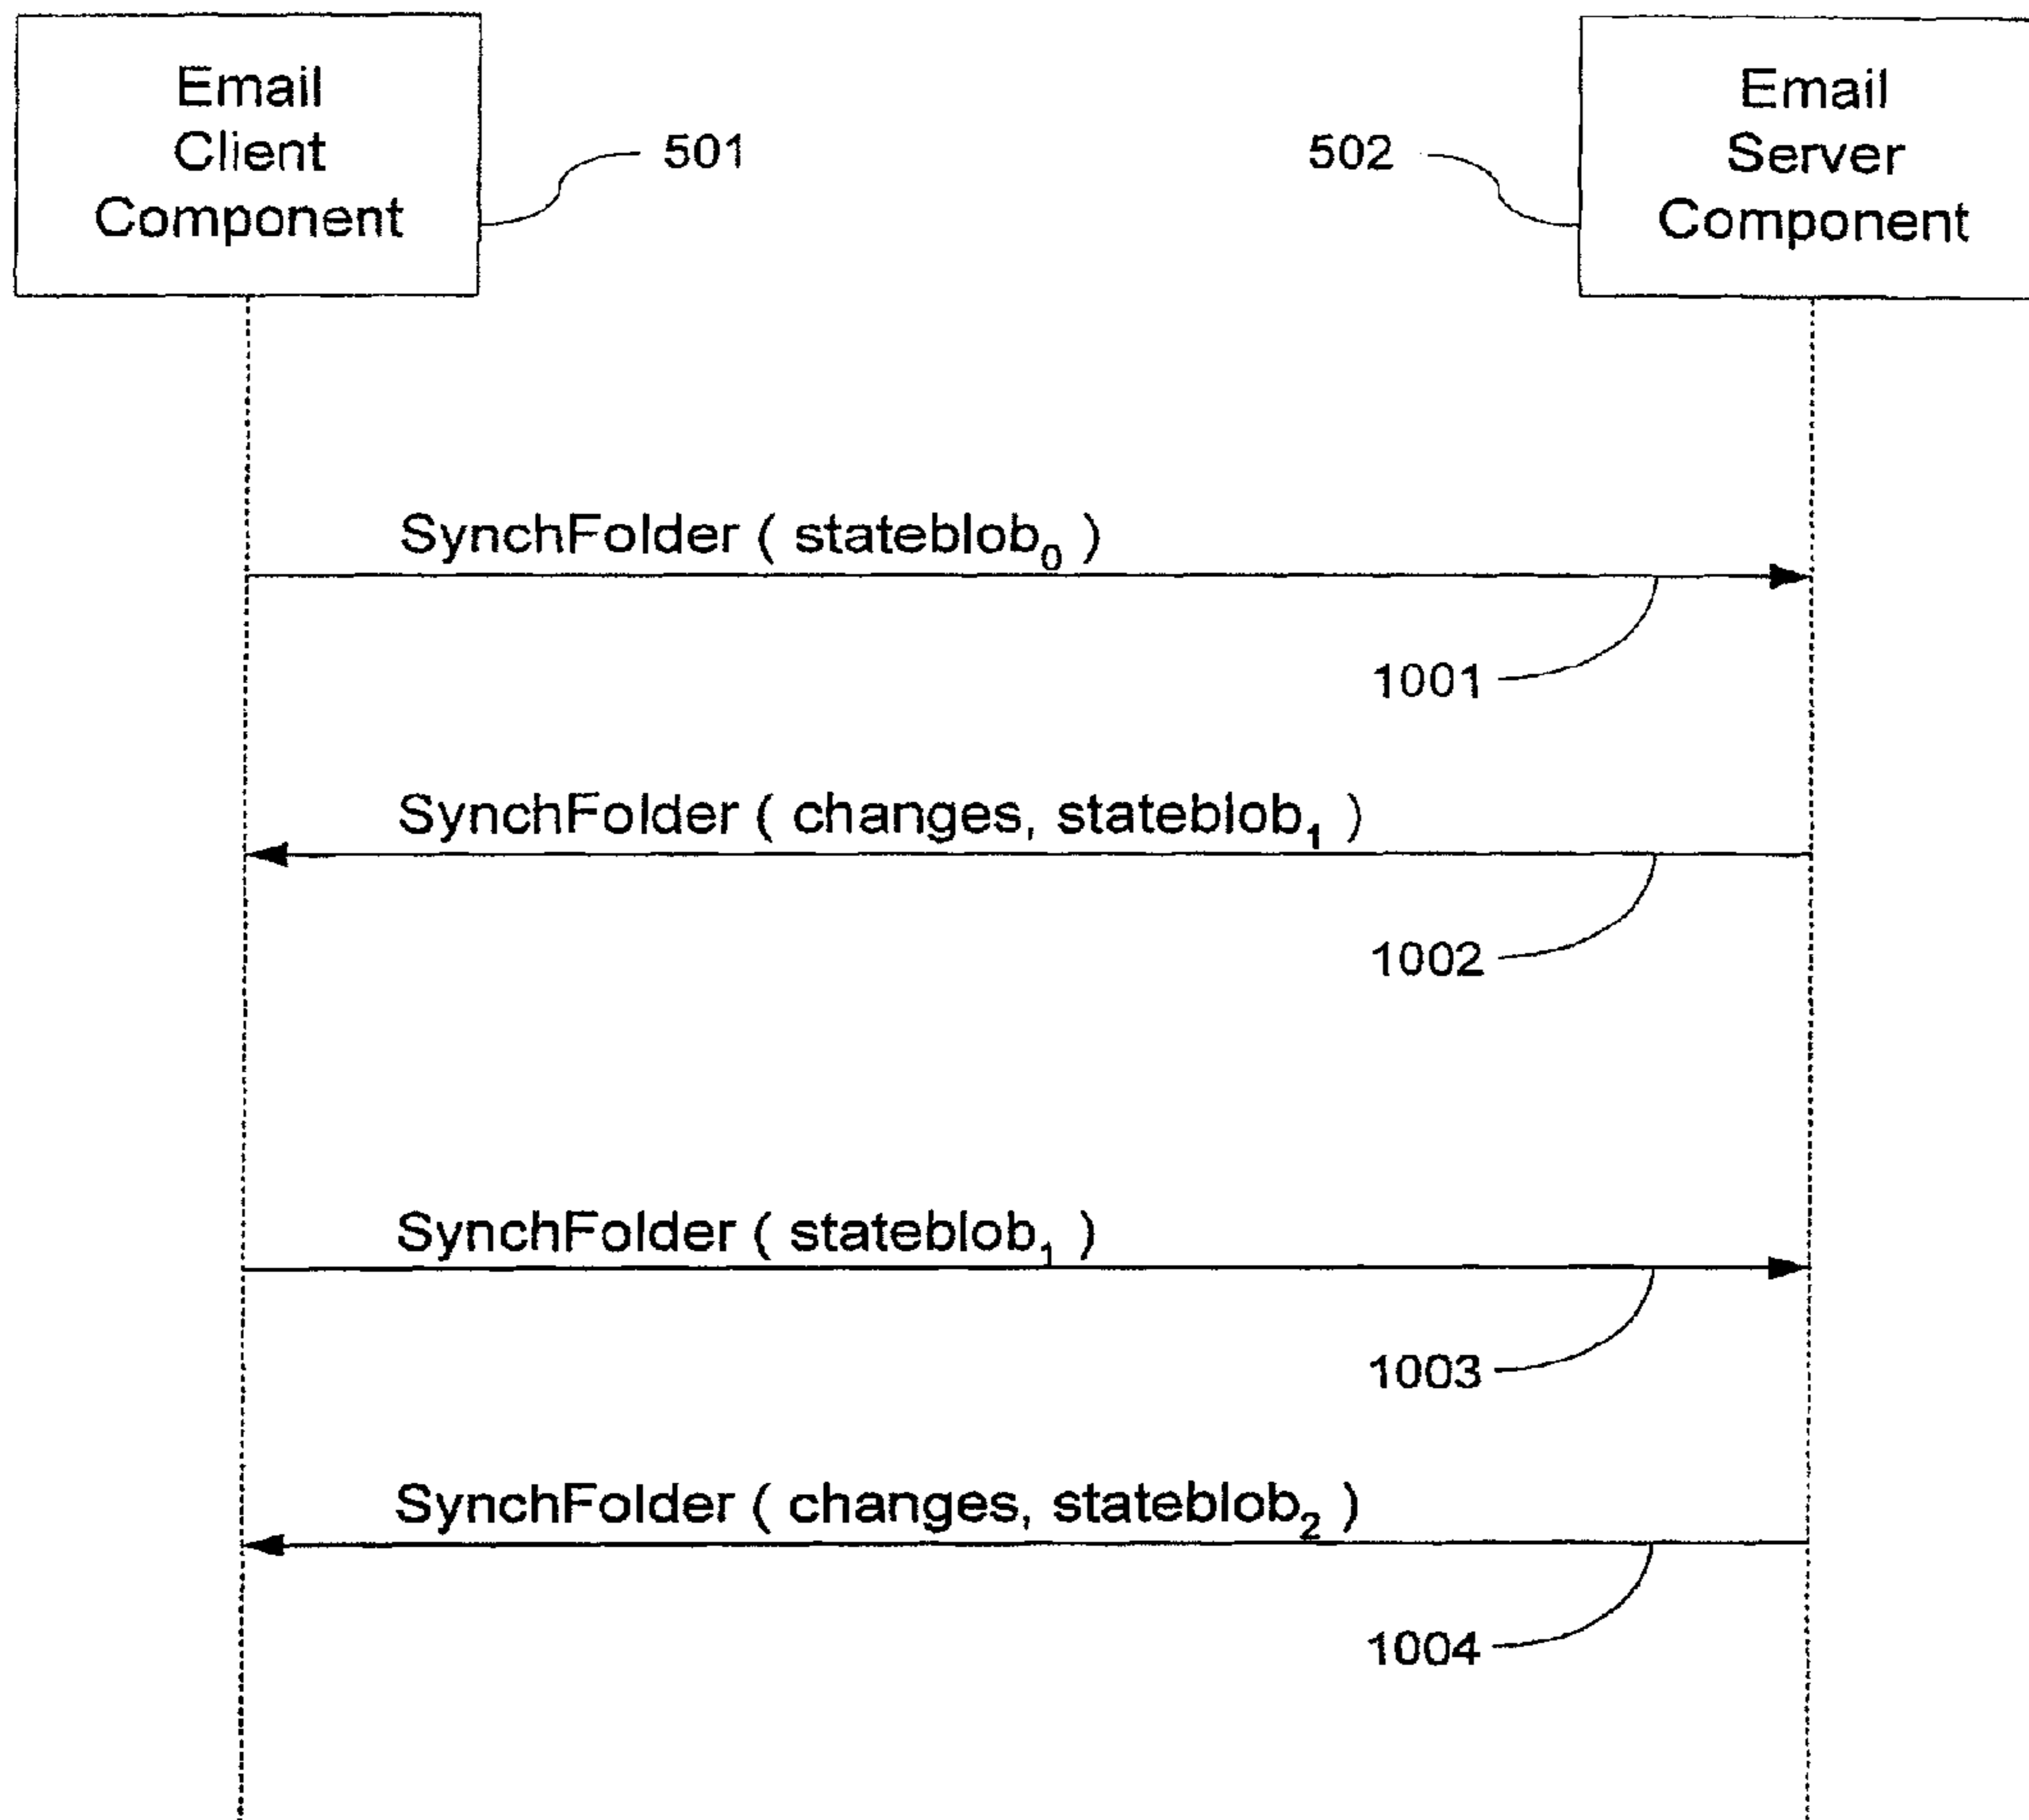 Email
Client
Component
501
502
Email
Server
Component
SynchFolder ( stateblob₀ )
1001
SynchFolder ( changes, stateblob₁ )
1002
SynchFolder ( stateblob₁ )
1003
SynchFolder ( changes, stateblob₂ )
1004